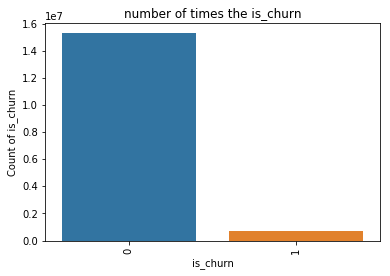 number of times the is_churn
1e7
1.6
1.4
1.2
1.0
0.8
0.6
0.4
0.2
0.0
Count of is_churn
0
1
is_churn